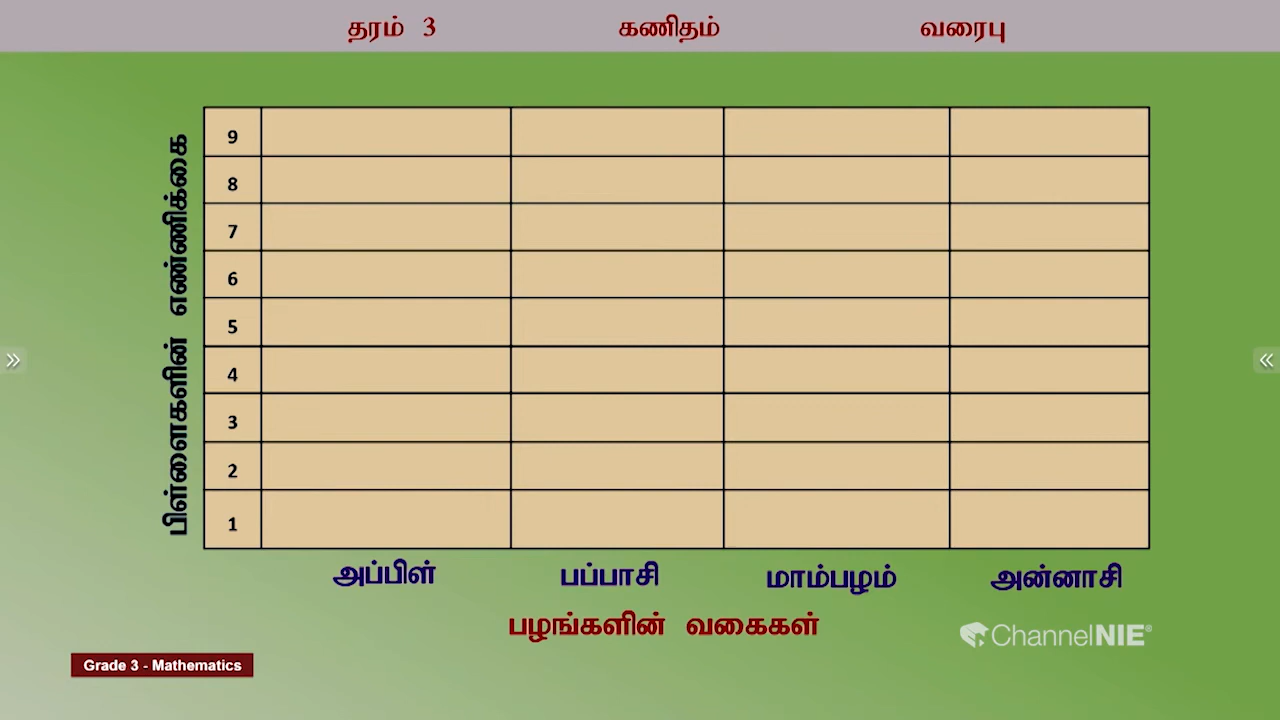 தரம் 3 கணிதம் வரைபு
பிள்ளைகளின் எண்ணிக்கை
9
8
7
6
5
4
3
2
1
அப்பிள் பப்பாசி மாம்பழம் அன்னாசி
பழங்களின் வகைகள்
ChannelNIE®
Grade 3 - Mathematics